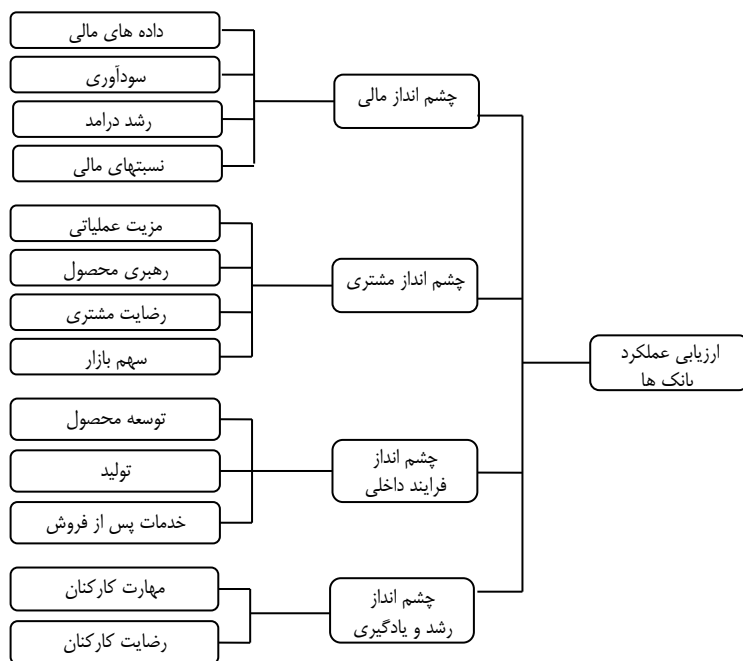 ارزیابی عملکرد
بانک ها
چشم انداز مالی
داده های مالی
سودآوری
رشد درامد
نسبتهای مالی
چشم انداز مشتری
مزیت عملیاتی
رهبری محصول
رضایت مشتری
سهم بازار
چشم انداز
فرایند داخلی
توسعه محصول
تولید
خدمات پس از فروش
چشم انداز
رشد و یادگیری
مهارت کارکنان
رضایت کارکنان